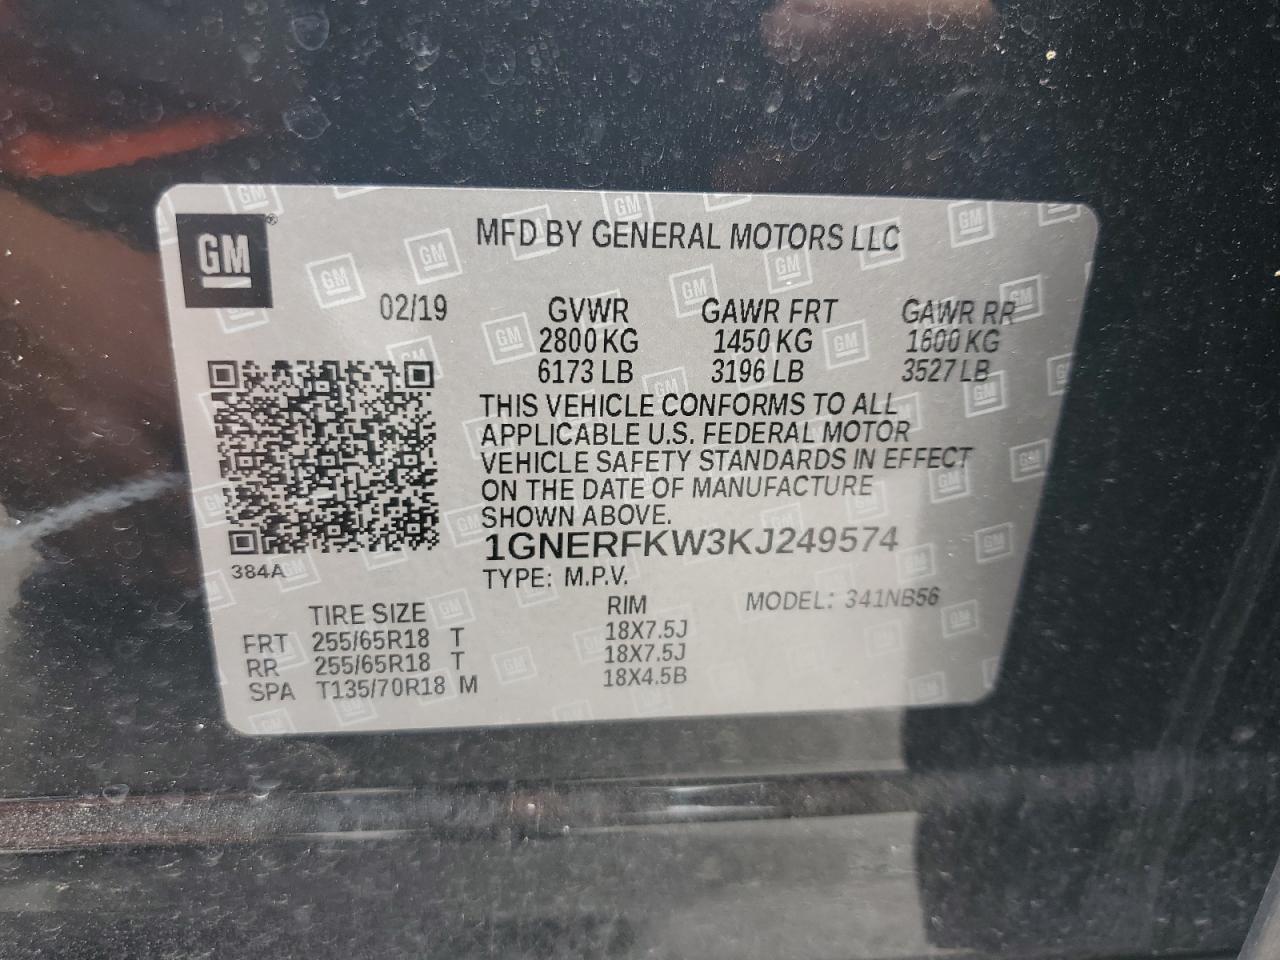 GM
MFD BY GENERAL MOTORS LLC
02/19 GVWR GAWR FRT GAWR RR
2800 KG 1450 KG 1600 KG
6173 LB 3196 LB 3527 LB
THIS VEHICLE CONFORMS TO ALL
APPLICABLE U.S. FEDERAL MOTOR
VEHICLE SAFETY STANDARDS IN EFFECT
ON THE DATE OF MANUFACTURE
SHOWN ABOVE.
1GNERFKW3KJ249574
384A
TYPE: M.P.V.
TIRE SIZE RIM MODEL: 341NB56
FRT 255/65R18 T 18X7.5J
RR 255/65R18 T 18X7.5J
SPA T135/70R18 M 18X4.5B